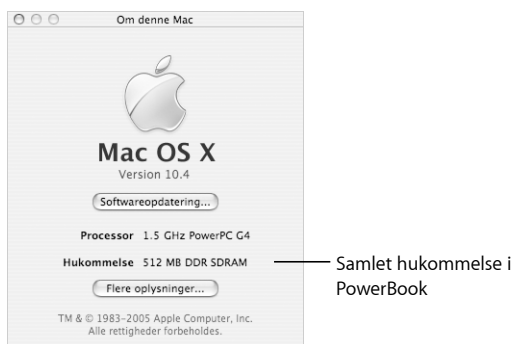 Om denne Mac
Mac OS X
Version 10.4
Softwareopdatering...
Processor 1.5 GHz PowerPC G4
Hukommelse 512 MB DDR SDRAM
Flere oplysninger...
TM & © 1983–2005 Apple Computer, Inc.
Alle rettigheder forbeholdes.
Samlet hukommelse i
PowerBook